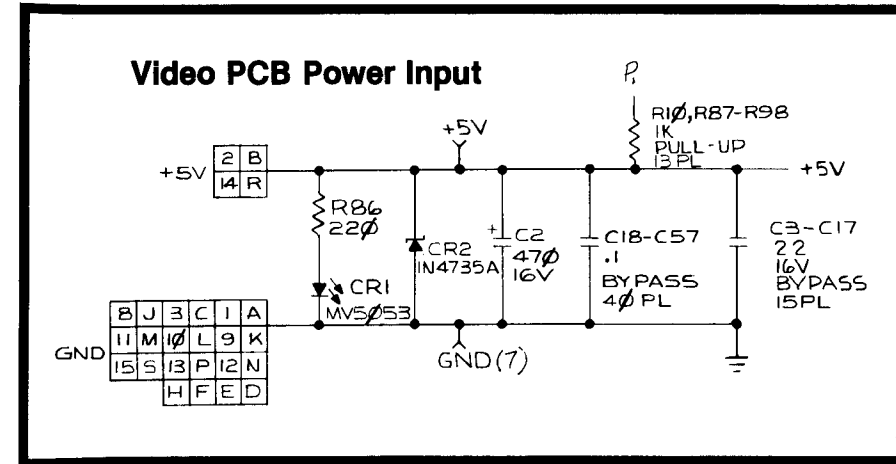 Video PCB Power Input
P,
R1Ø,R87-R98
1K
PULL-UP
13PL
+5V
+5V
2 B
14 R
+5V
R86
22Ø
CR2
1N4735A
+
C2
47Ø
16V
C18-C57
.1
BYPASS
4Ø PL
C3-C17
22
16V
BYPASS
15PL
CR1
MV5Ø53
8 J 3 C 1 A
11 M 1Ø L 9 K
15 S 13 P 12 N
H F E D
GND
GND(7)